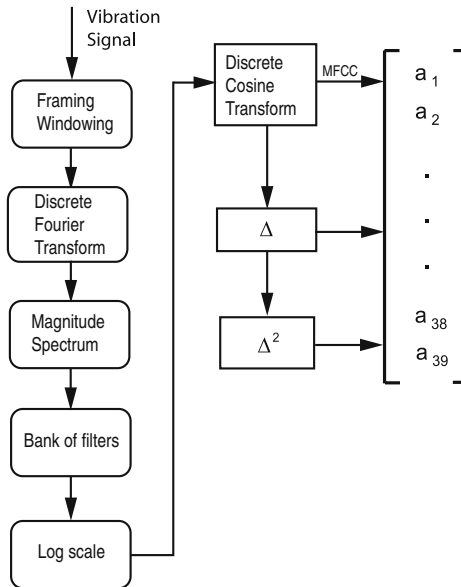 Vibration
Signal
Framing
Windowing
Discrete
Fourier
Transform
Magnitude
Spectrum
Bank of filters
Log scale
Discrete
Cosine
Transform
MFCC
Δ
Δ²
a₁
a₂
.
.
.
a₃₈
a₃₉